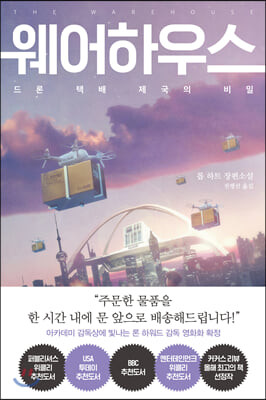 THE WAREHOUSE
웨어하우스
드론 택배 제국의 비밀
롭 하트 장편소설
전행선 옮김
“주문한 물품을
한 시간 내에 문 앞으로 배송해드립니다!”
아카데미 감독상에 빛나는 론 하워드 감독 영화화 확정
퍼블리셔스
위클리
추천도서
USA
투데이
추천도서
BBC
추천도서
엔터테인먼트
위클리
추천도서
커커스 리뷰
올해 최고의 책
선정작